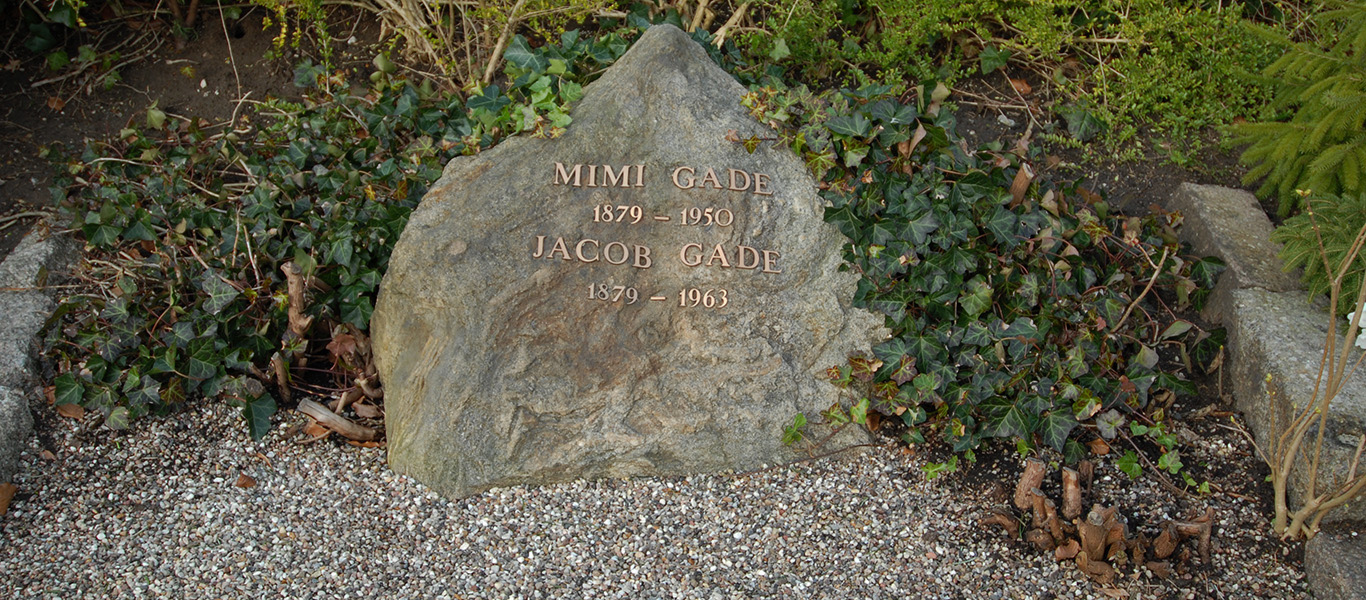 MIMI GADE
1879 – 1950
JACOB GADE
1879 – 1963